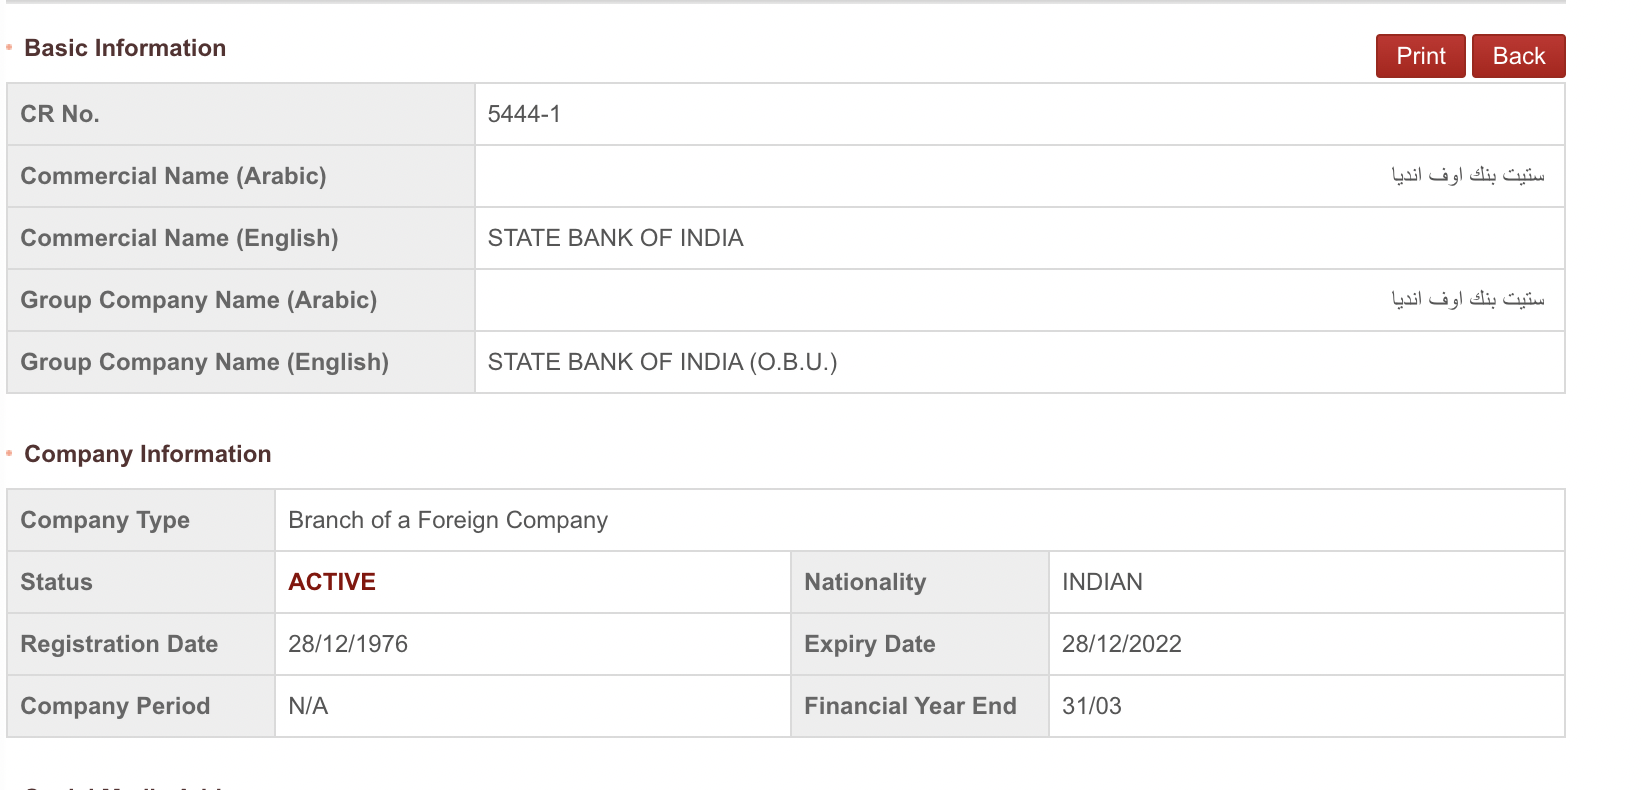 Basic Information
Print Back
CR No. 5444-1
Commercial Name (Arabic) ستيت بنك اوف انديا
Commercial Name (English) STATE BANK OF INDIA
Group Company Name (Arabic) ستيت بنك اوف انديا
Group Company Name (English) STATE BANK OF INDIA (O.B.U.)
Company Information
Company Type Branch of a Foreign Company
Status ACTIVE Nationality INDIAN
Registration Date 28/12/1976 Expiry Date 28/12/2022
Company Period N/A Financial Year End 31/03